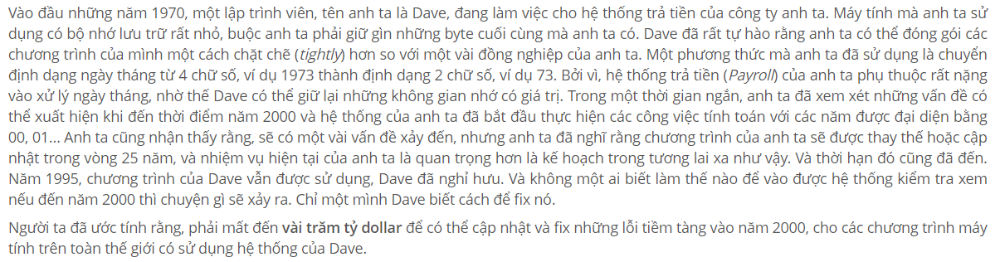 Vào đầu những năm 1970, một lập trình viên, tên anh ta là Dave, đang làm việc cho hệ thống trả tiền của công ty anh ta. Máy tính mà anh ta sử
dụng có bộ nhớ lưu trữ rất nhỏ, buộc anh ta phải giữ gìn những byte cuối cùng mà anh ta có. Dave đã rất tự hào rằng anh ta có thể đóng gói các
chương trình của mình một cách chặt chẽ (tightly) hơn so với một vài đồng nghiệp của anh ta. Một phương thức mà anh ta đã sử dụng là chuyển
định dạng ngày tháng từ 4 chữ số, ví dụ 1973 thành định dạng 2 chữ số, ví dụ 73. Bởi vì, hệ thống trả tiền (Payroll) của anh ta phụ thuộc rất nặng
vào xử lý ngày tháng, nhờ thế Dave có thể giữ lại những không gian nhớ có giá trị. Trong một thời gian ngắn, anh ta đã xem xét những vấn đề có
thể xuất hiện khi đến thời điểm năm 2000 và hệ thống của anh ta đã bắt đầu thực hiện các công việc tính toán với các năm được đại diện bằng
00, 01... Anh ta cũng nhận thấy rằng, sẽ có một vài vấn đề xảy đến, nhưng anh ta đã nghĩ rằng chương trình của anh ta sẽ được thay thế hoặc cập
nhật trong vòng 25 năm, và nhiệm vụ hiện tại của anh ta là quan trọng hơn là kế hoạch trong tương lai xa như vậy. Và thời hạn đó cũng đã đến.
Năm 1995, chương trình của Dave vẫn được sử dụng, Dave đã nghỉ hưu. Và không một ai biết làm thế nào để vào được hệ thống kiểm tra xem
nếu đến năm 2000 thì chuyện gì sẽ xảy ra. Chỉ một mình Dave biết cách để fix nó.
Người ta đã ước tính rằng, phải mất đến vài trăm tỷ dollar để có thể cập nhật và fix những lỗi tiềm tàng vào năm 2000, cho các chương trình máy
tính trên toàn thế giới có sử dụng hệ thống của Dave.